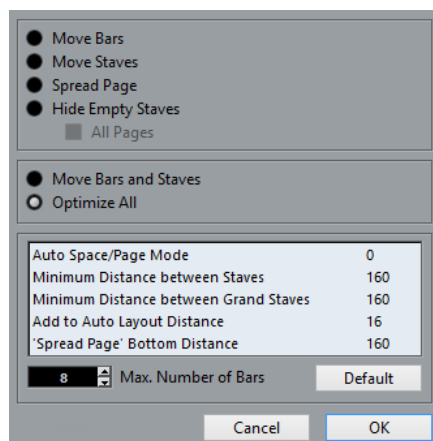 Move Bars
Move Staves
Spread Page
Hide Empty Staves
All Pages
Move Bars and Staves
Optimize All
Auto Space/Page Mode 0
Minimum Distance between Staves 160
Minimum Distance between Grand Staves 160
Add to Auto Layout Distance 16
'Spread Page' Bottom Distance 160
8 Max. Number of Bars Default
Cancel OK